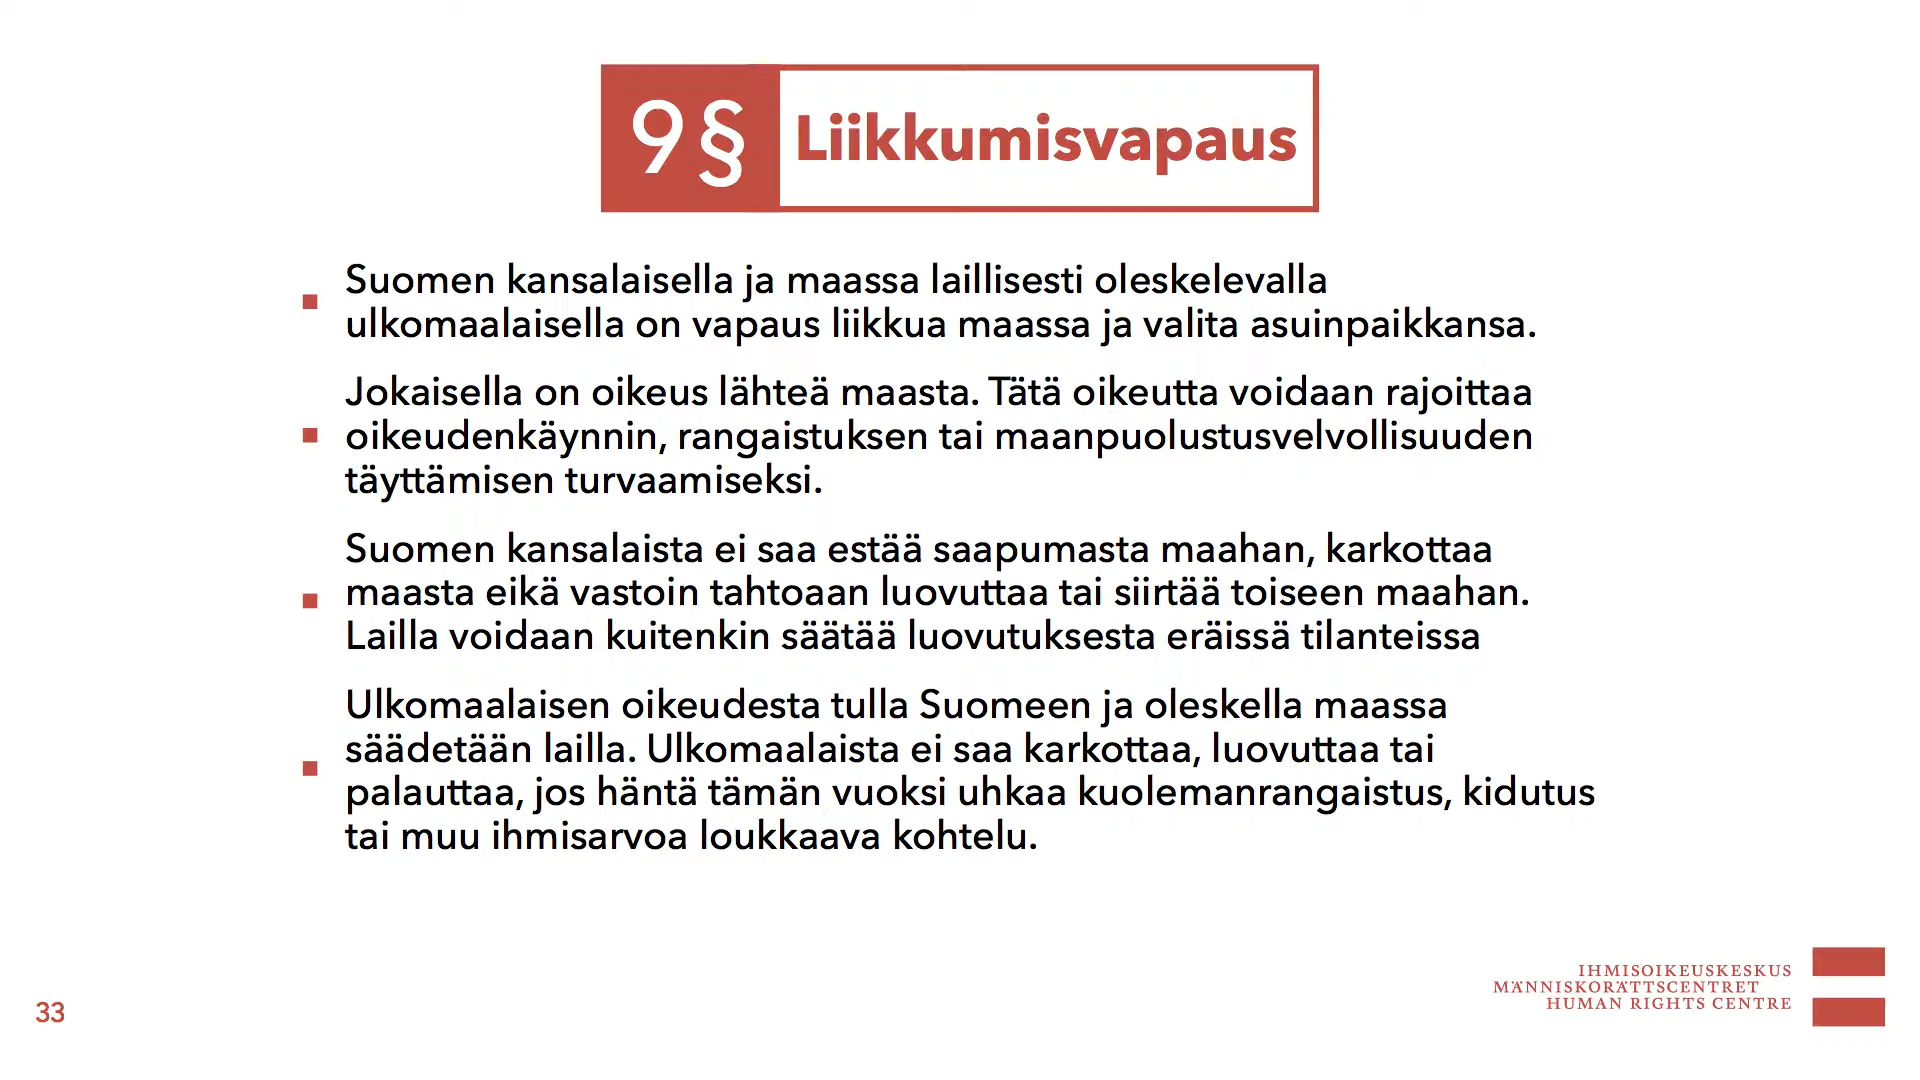 9 §
Liikkumisvapaus
Suomen kansalaisella ja maassa laillisesti oleskelevalla
ulkomaalaisella on vapaus liikkua maassa ja valita asuinpaikkansa.
Jokaisella on oikeus lähteä maasta. Tätä oikeutta voidaan rajoittaa
oikeudenkäynnin, rangaistuksen tai maanpuolustusvelvollisuuden
täyttämisen turvaamiseksi.
Suomen kansalaista ei saa estää saapumasta maahan, karkottaa
maasta eikä vastoin tahtoaan luovuttaa tai siirtää toiseen maahan.
Lailla voidaan kuitenkin säätää luovutuksesta eräissä tilanteissa
Ulkomaalaisen oikeudesta tulla Suomeen ja oleskella maassa
säädetään lailla. Ulkomaalaista ei saa karkottaa, luovuttaa tai
palauttaa, jos häntä tämän vuoksi uhkaa kuolemanrangaistus, kidutus
tai muu ihmisarvoa loukkaava kohtelu.
IHMISOIKEUSKESKUS
MÄNNISKORÄTTSCENTRET
HUMAN RIGHTS CENTRE
33